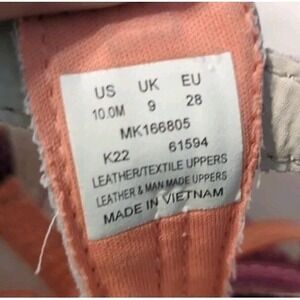 US UK EU
10.0M 9 28
MK166805
K22 61594
LEATHER/TEXTILE UPPERS
LEATHER & MAN MADE UPPERS
MADE IN VIETNAM